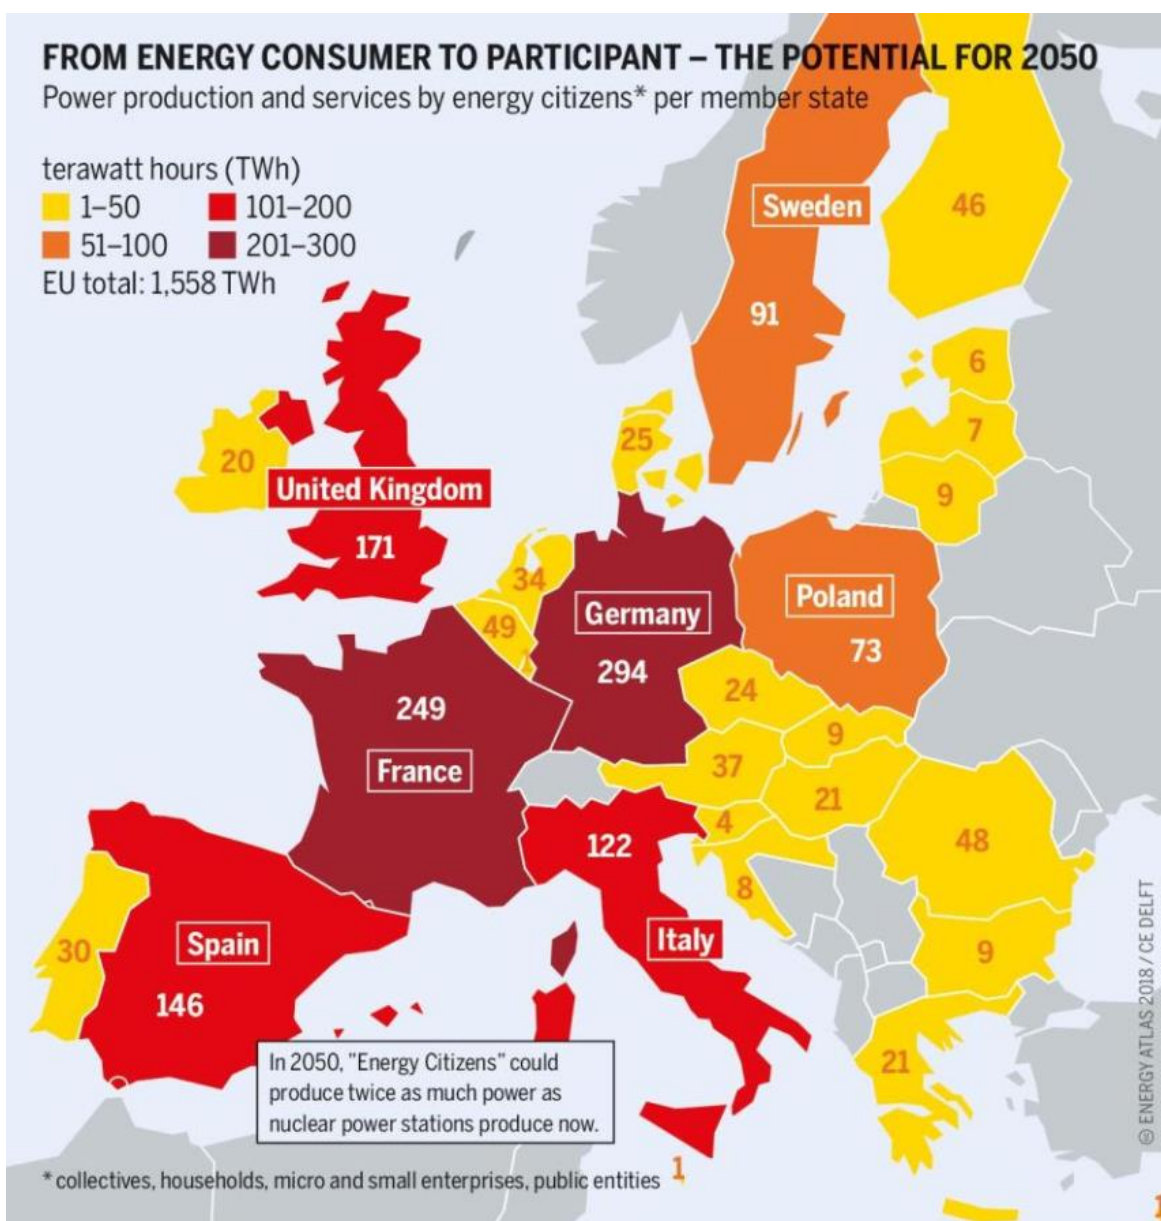 FROM ENERGY CONSUMER TO PARTICIPANT – THE POTENTIAL FOR 2050
Power production and services by energy citizens* per member state
terawatt hours (TWh)
1–50
101–200
51–100
201–300
EU total: 1,558 TWh
Sweden
46
91
6
7
9
25
20
United Kingdom
171
34
49
1
Germany
294
Poland
73
249
France
24
9
37
21
4
8
48
9
122
Italy
30
Spain
146
21
In 2050, "Energy Citizens" could
produce twice as much power as
nuclear power stations produce now.
1
* collectives, households, micro and small enterprises, public entities
1
ENERGY ATLAS 2018 / CE DELFT